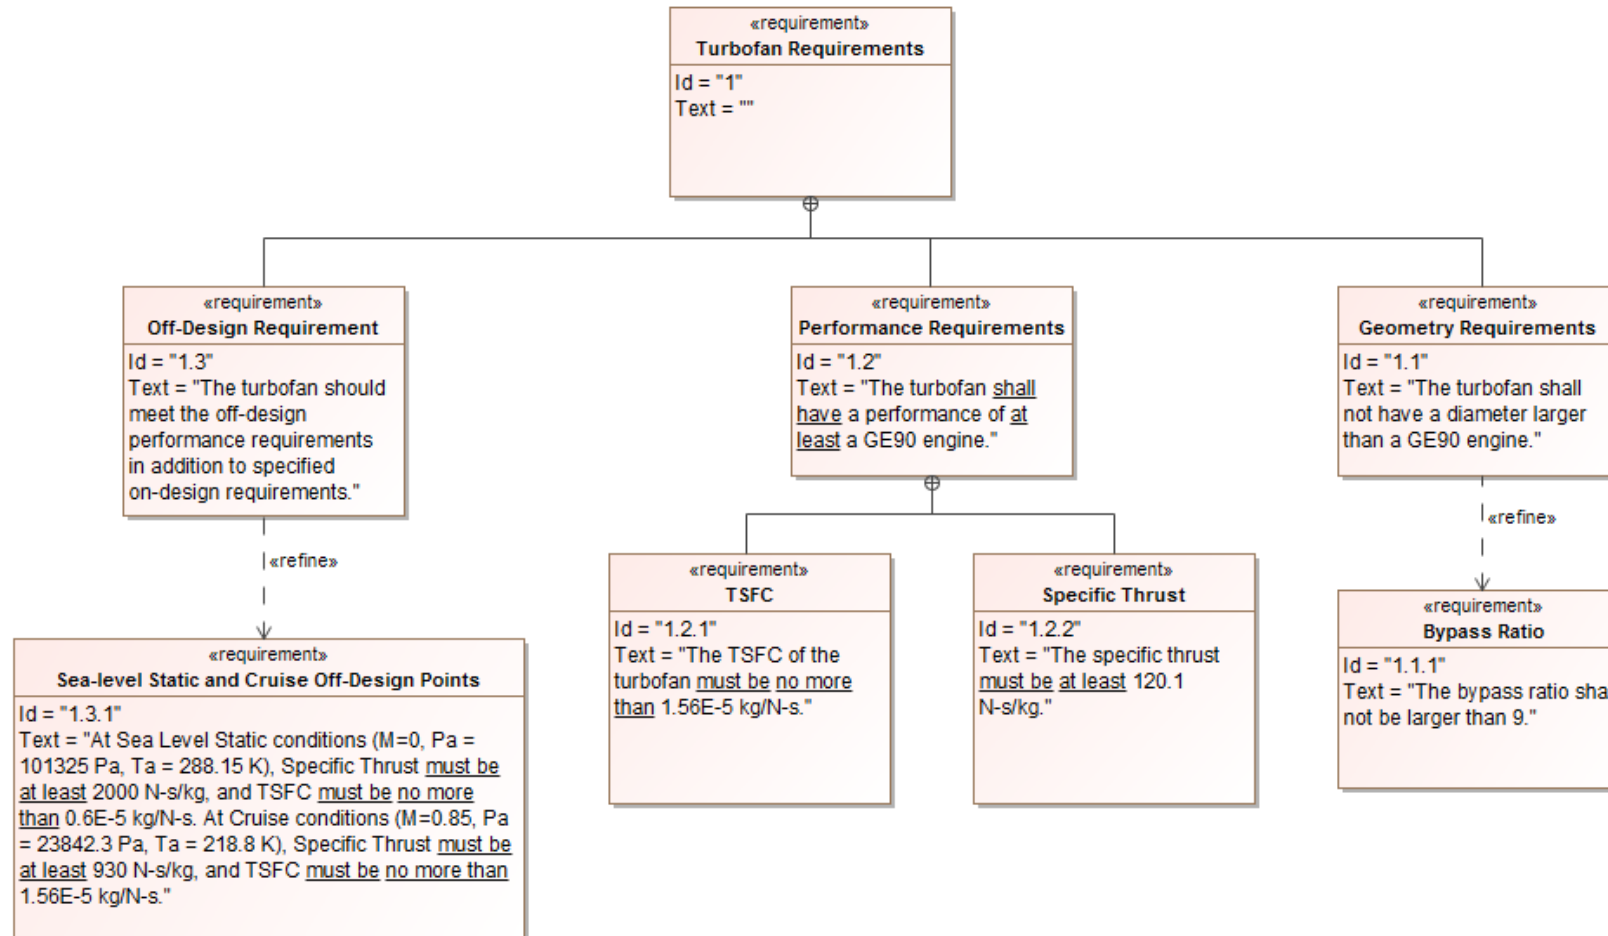 «requirement»
Turbofan Requirements
Id = "1"
Text = ""
«requirement»
Off-Design Requirement
Id = "1.3"
Text = "The turbofan should
meet the off-design
performance requirements
in addition to specified
on-design requirements."
«requirement»
Performance Requirements
Id = "1.2"
Text = "The turbofan shall
have a performance of at
least a GE90 engine."
«requirement»
Geometry Requirements
Id = "1.1"
Text = "The turbofan shall
not have a diameter larger
than a GE90 engine."
«refine»
«refine»
«requirement»
Sea-level Static and Cruise Off-Design Points
Id = "1.3.1"
Text = "At Sea Level Static conditions (M=0, Pa =
101325 Pa, Ta = 288.15 K), Specific Thrust must be
at least 2000 N-s/kg, and TSFC must be no more
than 0.6E-5 kg/N-s. At Cruise conditions (M=0.85, Pa
= 23842.3 Pa, Ta = 218.8 K), Specific Thrust must be
at least 930 N-s/kg, and TSFC must be no more than
1.56E-5 kg/N-s."
«requirement»
TSFC
Id = "1.2.1"
Text = "The TSFC of the
turbofan must be no more
than 1.56E-5 kg/N-s."
«requirement»
Specific Thrust
Id = "1.2.2"
Text = "The specific thrust
must be at least 120.1
N-s/kg."
«requirement»
Bypass Ratio
Id = "1.1.1"
Text = "The bypass ratio sha
not be larger than 9."